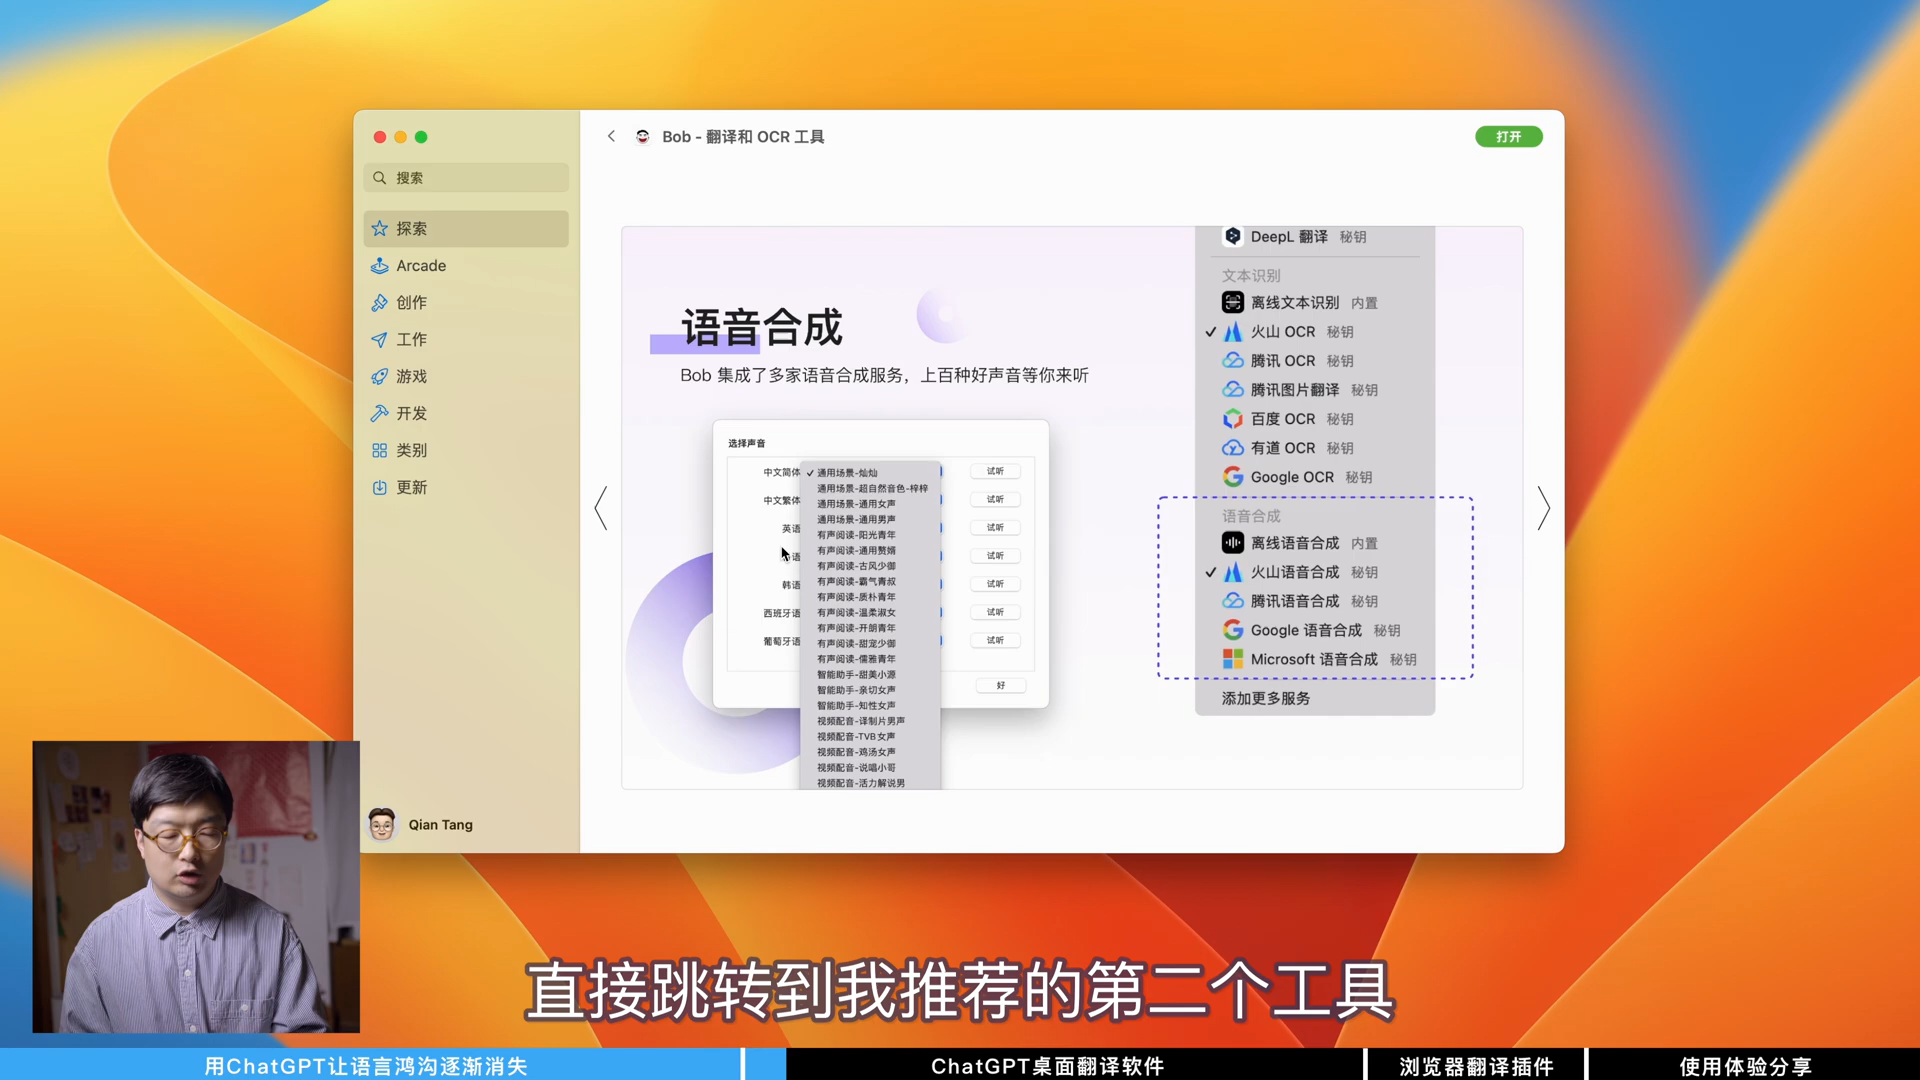 搜索
探索
Arcade
创作
工作
游戏
开发
类别
更新
Qian Tang
Bob - 翻译和 OCR 工具
打开
语音合成
Bob 集成了多家语音合成服务，上百种好声音等你来听
选择声音
中文简体
中文繁体
英语
语
韩语
西班牙语
葡萄牙语
✓ 通用场景-灿灿
通用场景-超自然音色-梓梓
通用场景-通用女声
通用场景-通用男声
有声阅读-阳光青年
有声阅读-通用赘婿
有声阅读-古风少御
有声阅读-霸气青叔
有声阅读-质朴青年
有声阅读-温柔淑女
有声阅读-开朗青年
有声阅读-甜宠少御
有声阅读-儒雅青年
智能助手-甜美小源
智能助手-亲切女声
智能助手-知性女声
视频配音-译制片男声
视频配音-TVB女声
视频配音-鸡汤女声
视频配音-说唱小哥
视频配音-活力解说男
试听
试听
试听
试听
试听
试听
试听
好
DeepL 翻译 秘钥
文本识别
离线文本识别 内置
✓ 火山 OCR 秘钥
腾讯 OCR 秘钥
腾讯图片翻译 秘钥
百度 OCR 秘钥
有道 OCR 秘钥
Google OCR 秘钥
语音合成
离线语音合成 内置
✓ 火山语音合成 秘钥
腾讯语音合成 秘钥
Google 语音合成 秘钥
Microsoft 语音合成 秘钥
添加更多服务
直接跳转到我推荐的第二个工具
用ChatGPT让语言鸿沟逐渐消失
ChatGPT桌面翻译软件
浏览器翻译插件
使用体验分享